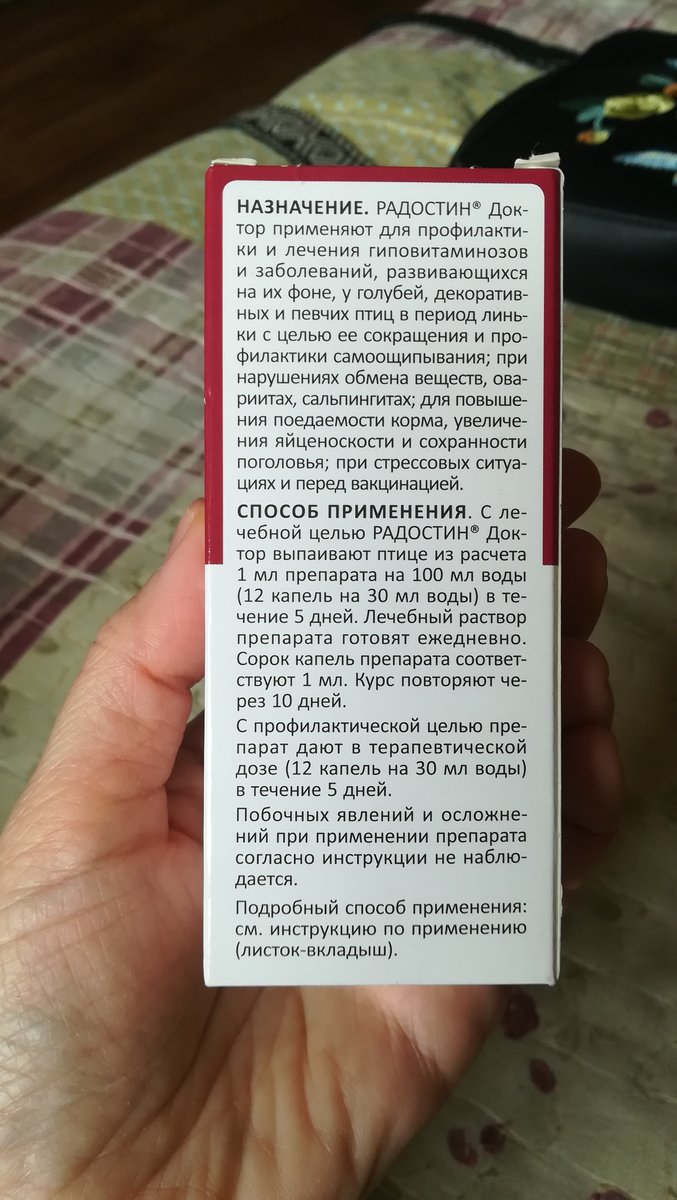 НАЗНАЧЕНИЕ. РАДОСТИН® Док-
тор применяют для профилакти-
ки и лечения гиповитаминозов
и заболеваний, развивающихся
на их фоне, у голубей, декоратив-
ных и певчих птиц в период линь-
ки с целью ее сокращения и про-
филактики самоощипывания; при
нарушениях обмена веществ, ова-
риитах, сальпингитах; для повыше-
ния поедаемости корма, увеличе-
ния яйценоскости и сохранности
поголовья; при стрессовых ситуа-
циях и перед вакцинацией.
СПОСОБ ПРИМЕНЕНИЯ. С ле-
чебной целью РАДОСТИН® Док-
тор выпаивают птице из расчета
1 мл препарата на 100 мл воды
(12 капель на 30 мл воды) в те-
чение 5 дней. Лечебный раствор
препарата готовят ежедневно.
Сорок капель препарата соответ-
ствуют 1 мл. Курс повторяют че-
рез 10 дней.
С профилактической целью пре-
парат дают в терапевтической
дозе (12 капель на 30 мл воды)
в течение 5 дней.
Побочных явлений и осложне-
ний при применении препарата
согласно инструкции не наблю-
дается.
Подробный способ применения:
см. инструкцию по применению
(листок-вкладыш).